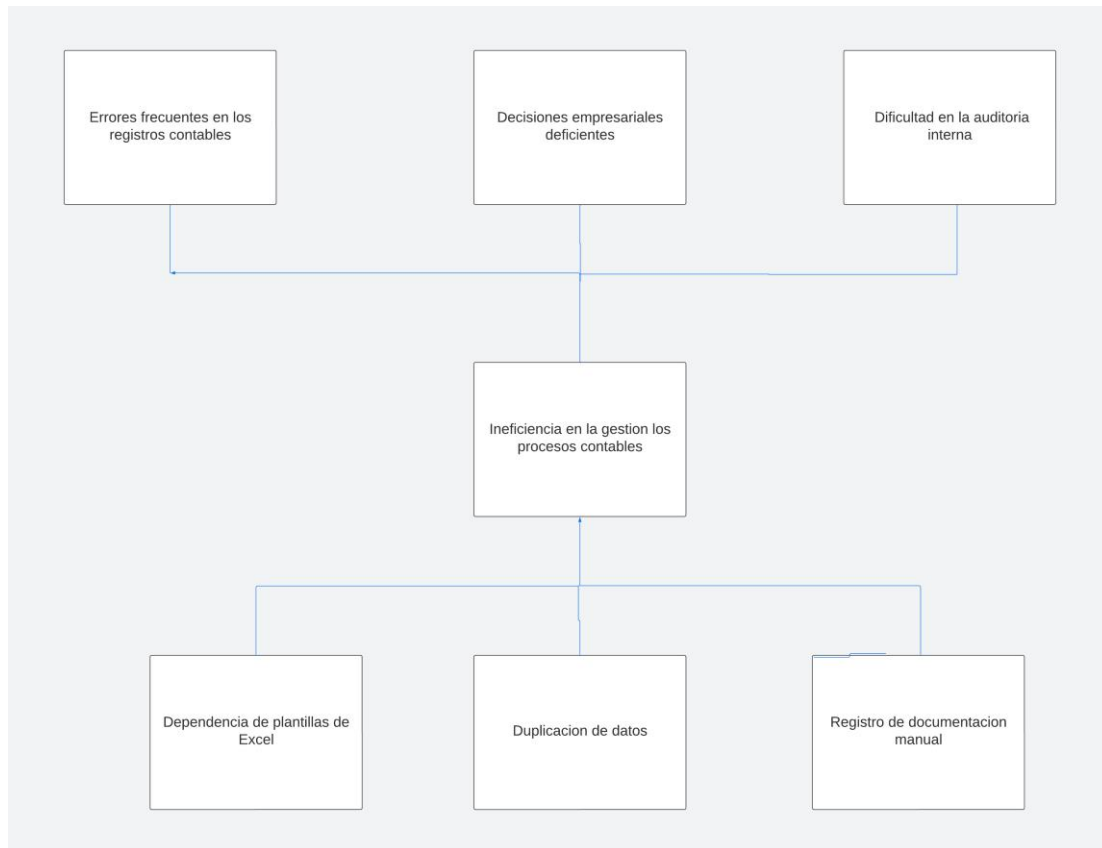 Errores frecuentes en los
registros contables
Decisiones empresariales
deficientes
Dificultad en la auditoria
interna
Ineficiencia en la gestion los
procesos contables
Dependencia de plantillas de
Excel
Duplicacion de datos
Registro de documentacion
manual